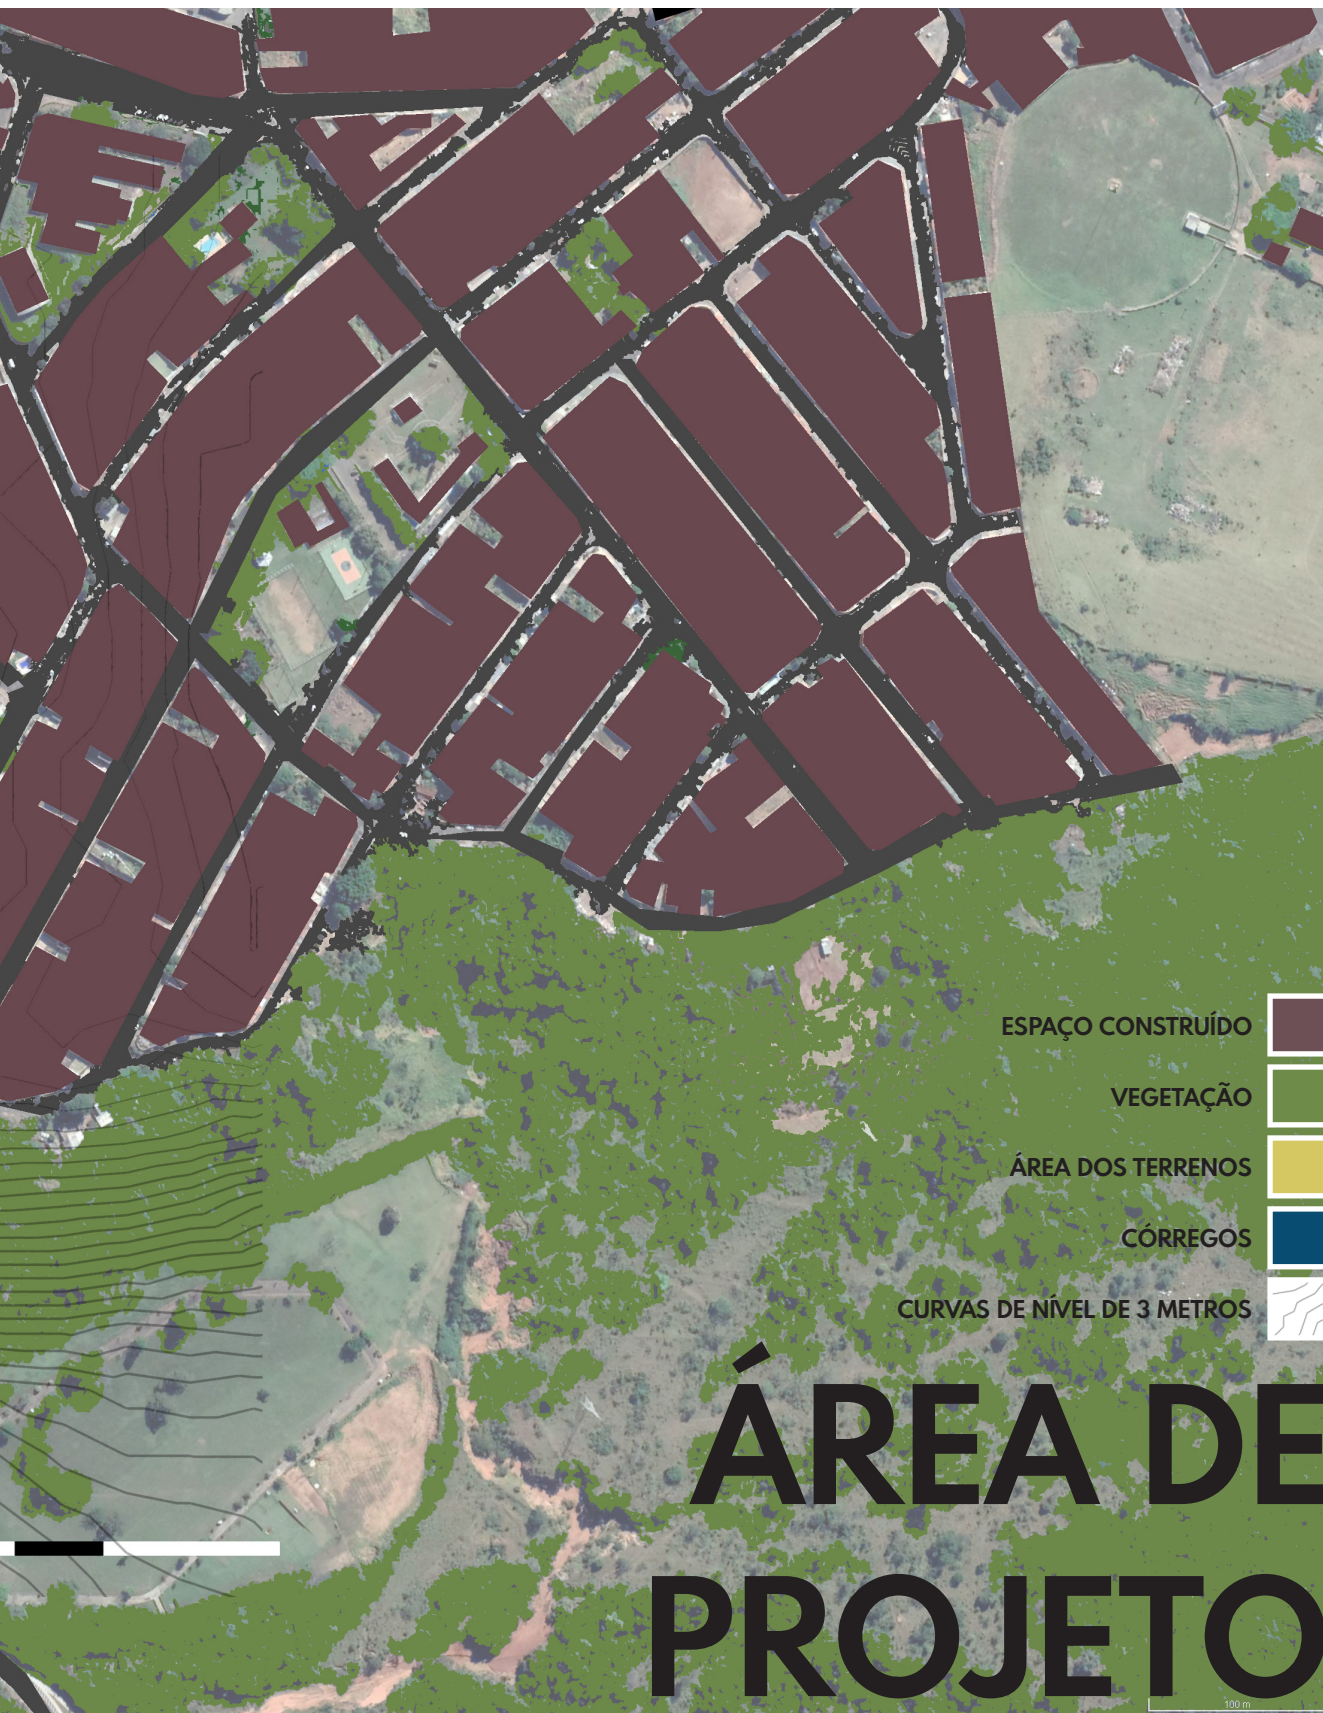 ESPAÇO CONSTRUÍDO
VEGETAÇÃO
ÁREA DOS TERRENOS
CÓRREGOS
CURVAS DE NÍVEL DE 3 METROS
ÁREA DE
PROJETO
100 m